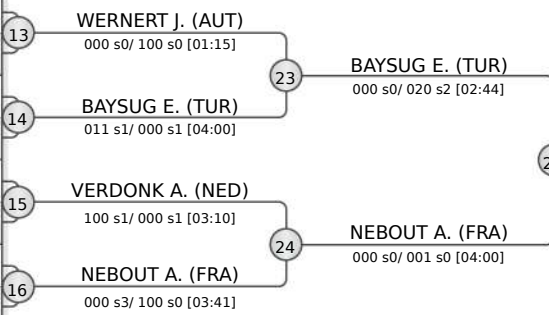 WERNERT J. (AUT)
13
000 s0/ 100 s0 [01:15]
23
BAYSUG E. (TUR)
000 s0/ 020 s2 [02:44]
BAYSUG E. (TUR)
14
011 s1/ 000 s1 [04:00]
VERDONK A. (NED)
15
100 s1/ 000 s1 [03:10]
24
NEBOUT A. (FRA)
000 s0/ 001 s0 [04:00]
NEBOUT A. (FRA)
16
000 s3/ 100 s0 [03:41]